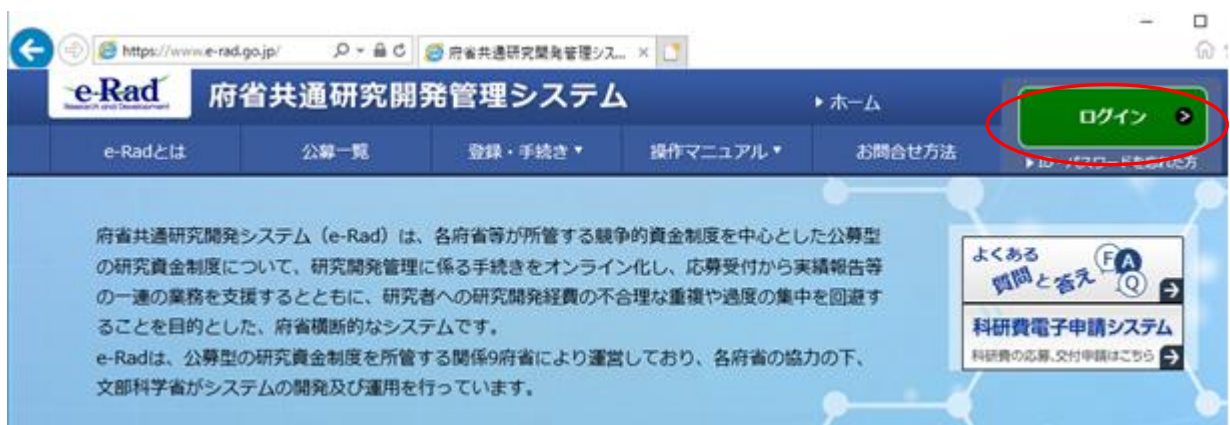 https://www.e-rad.go.jp/
府省共通研究開発管理シス...
e-Rad
Research and Development
府省共通研究開発管理システム
ホーム
ログイン
e-Radとは
公募一覧
登録・手続き▼
操作マニュアル▼
お問合せ方法
ID・パスワードを忘れた方
府省共通研究開発システム（e-Rad）は、各府省等が所管する競争的資金制度を中心とした公募型
の研究資金制度について、研究開発管理に係る手続きをオンライン化し、応募受付から実績報告等
の一連の業務を支援するとともに、研究者への研究開発経費の不合理な重複や過度の集中を回避す
ることを目的とした、府省横断的なシステムです。
e-Radは、公募型の研究資金制度を所管する関係9府省により運営しており、各府省の協力の下、
文部科学省がシステムの開発及び運用を行っています。
よくある
質問と答え
FAQ
科研費電子申請システム
科研費の応募、交付申請はこちら